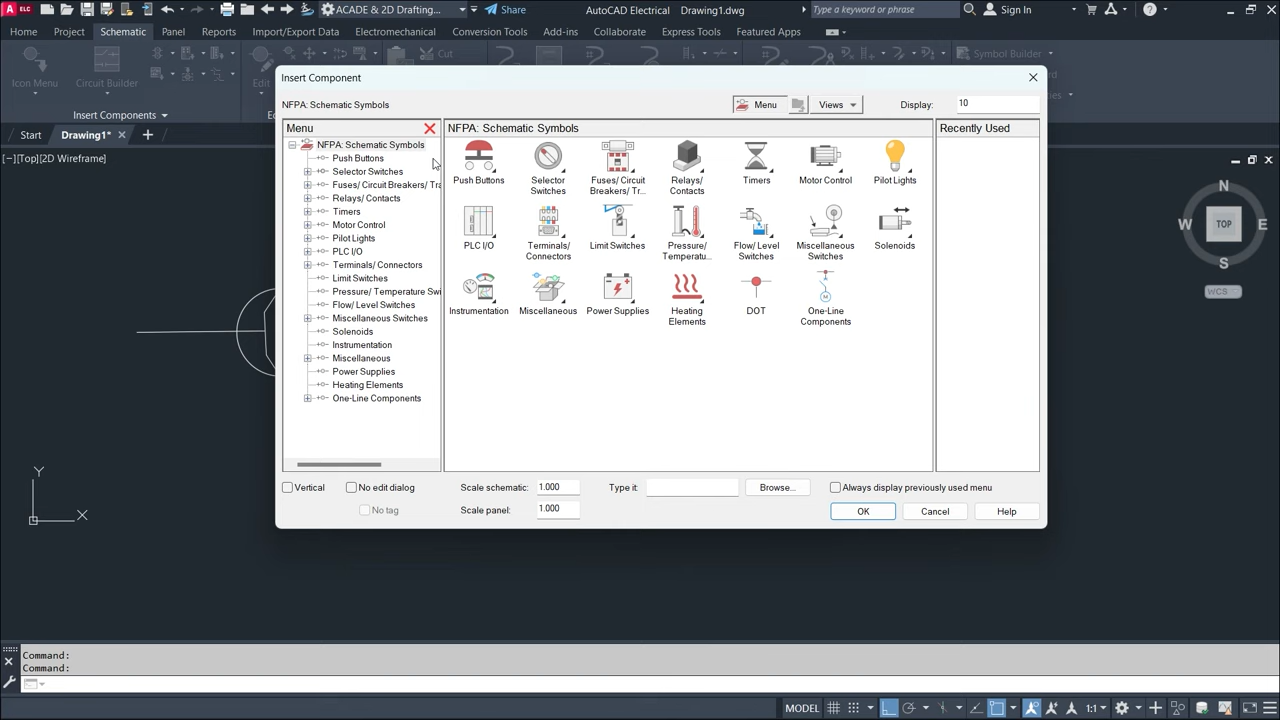 ELC
ACADE & 2D Drafting...
Share
AutoCAD Electrical
Drawing1.dwg
Type a keyword or phrase
Sign In
Home
Project
Schematic
Panel
Reports
Import/Export Data
Electromechanical
Conversion Tools
Add-ins
Collaborate
Express Tools
Featured Apps
Icon Menu
Circuit Builder
Edit
Cut
Symbol Builder
Insert Components
Start
Drawing1*
[−][Top][2D Wireframe]
Insert Component
NFPA: Schematic Symbols
Menu
Views
Display:
10
Menu
NFPA: Schematic Symbols
Push Buttons
Selector Switches
Fuses/ Circuit Breakers/ Tra
Relays/ Contacts
Timers
Motor Control
Pilot Lights
PLC I/O
Terminals/ Connectors
Limit Switches
Pressure/ Temperature Swi
Flow/ Level Switches
Miscellaneous Switches
Solenoids
Instrumentation
Miscellaneous
Power Supplies
Heating Elements
One-Line Components
NFPA: Schematic Symbols
Push Buttons
Selector
Switches
Fuses/ Circuit
Breakers/ Tr...
Relays/
Contacts
Timers
Motor Control
Pilot Lights
PLC I/O
Terminals/
Connectors
Limit Switches
Pressure/
Temperatu...
Flow/ Level
Switches
Miscellaneous
Switches
Solenoids
Instrumentation
Miscellaneous
Power Supplies
Heating
Elements
DOT
One-Line
Components
Recently Used
Vertical
No edit dialog
No tag
Scale schematic:
1.000
Scale panel:
1.000
Type it:
Browse...
Always display previously used menu
OK
Cancel
Help
N
W
TOP
E
S
WCS
Y
X
Command:
Command:
MODEL
1:1